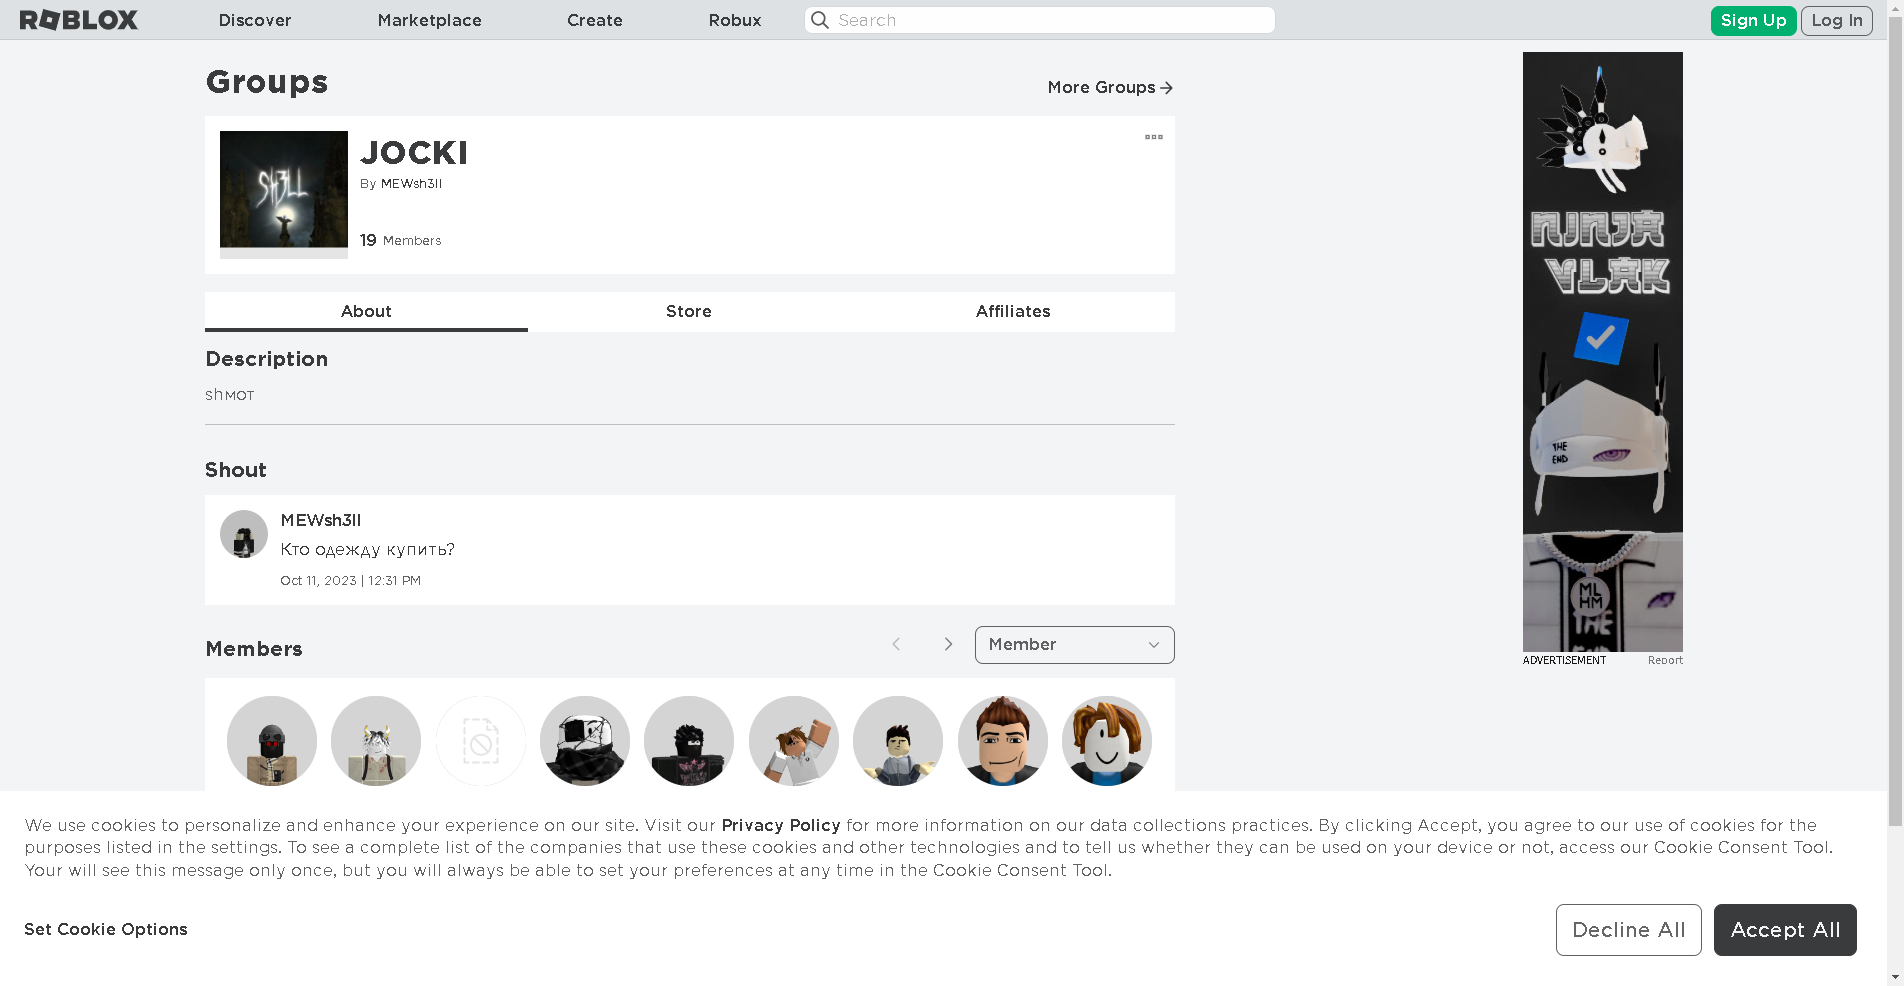 ROBLOX
Discover
Marketplace
Create
Robux
Search
Sign Up
Log In
Groups
More Groups
SH3LL
JOCKI
By MEWsh3ll
19 Members
About
Store
Affiliates
Description
shмот
Shout
MEWsh3ll
Кто одежду купить?
Oct 11, 2023 | 12:31 PM
Members
Member
NINJA
VLAK
THE
END
ML
HM
THE
ADVERTISEMENT
Report
We use cookies to personalize and enhance your experience on our site. Visit our Privacy Policy for more information on our data collections practices. By clicking Accept, you agree to our use of cookies for the
purposes listed in the settings. To see a complete list of the companies that use these cookies and other technologies and to tell us whether they can be used on your device or not, access our Cookie Consent Tool.
Your will see this message only once, but you will always be able to set your preferences at any time in the Cookie Consent Tool.
Set Cookie Options
Decline All
Accept All